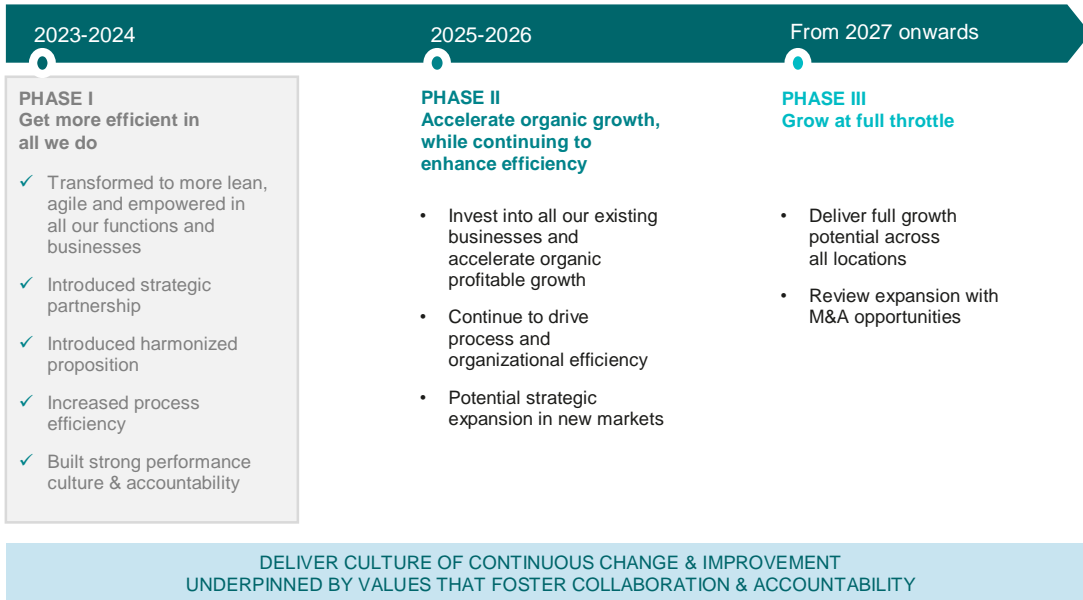 2023-2024
2025-2026
From 2027 onwards
PHASE I
Get more efficient in
all we do
✓ Transformed to more lean,
agile and empowered in
all our functions and
businesses
✓ Introduced strategic
partnership
✓ Introduced harmonized
proposition
✓ Increased process
efficiency
✓ Built strong performance
culture & accountability
PHASE II
Accelerate organic growth,
while continuing to
enhance efficiency
• Invest into all our existing
businesses and
accelerate organic
profitable growth
• Continue to drive
process and
organizational efficiency
• Potential strategic
expansion in new markets
PHASE III
Grow at full throttle
• Deliver full growth
potential across
all locations
• Review expansion with
M&A opportunities
DELIVER CULTURE OF CONTINUOUS CHANGE & IMPROVEMENT
UNDERPINNED BY VALUES THAT FOSTER COLLABORATION & ACCOUNTABILITY